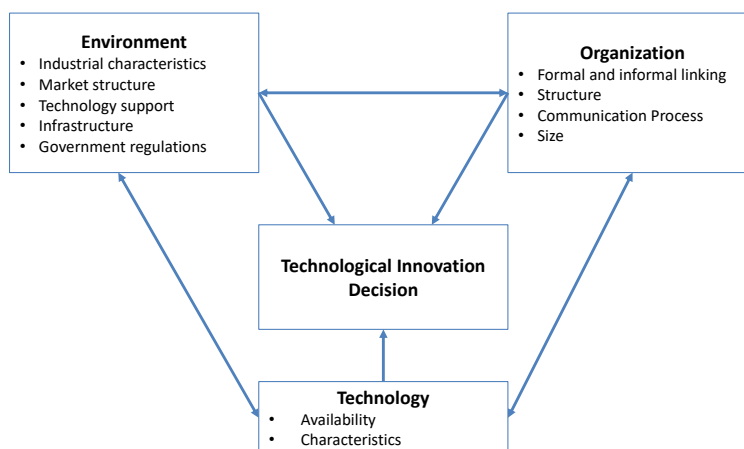 Environment
• Industrial characteristics
• Market structure
• Technology support
• Infrastructure
• Government regulations
Organization
• Formal and informal linking
• Structure
• Communication Process
• Size
Technological Innovation
Decision
Technology
• Availability
• Characteristics